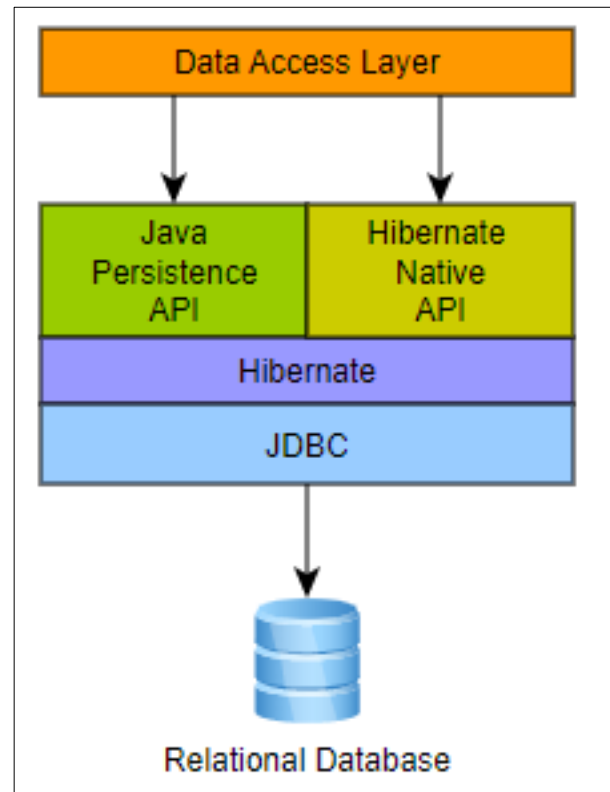 Data Access Layer
Java
Persistence
API
Hibernate
Native
API
Hibernate
JDBC
Relational Database